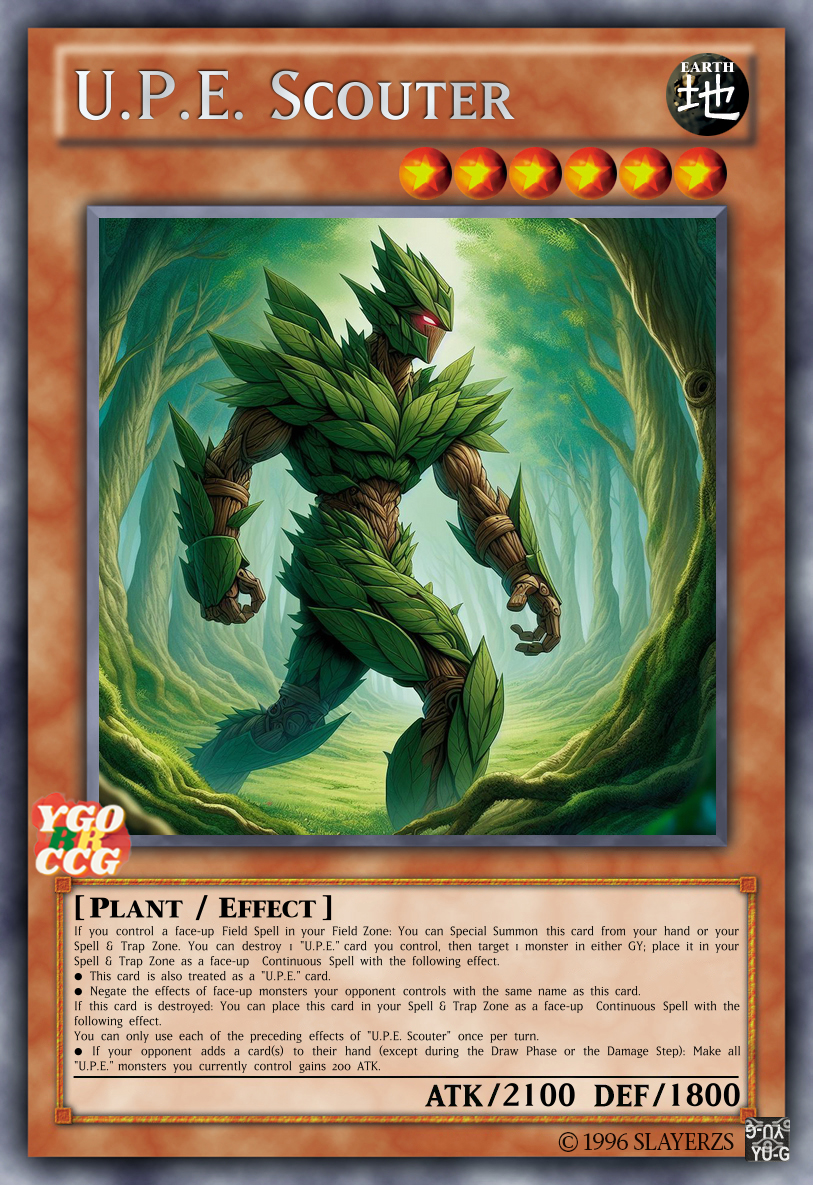 U.P.E. Scouter
EARTH
地
YGO
BR
CCG
[ Plant / Effect ]
If you control a face-up Field Spell in your Field Zone: You can Special Summon this card from your hand or your
Spell & Trap Zone. You can destroy 1 "U.P.E." card you control, then target 1 monster in either GY; place it in your
Spell & Trap Zone as a face-up Continuous Spell with the following effect.
● This card is also treated as a "U.P.E." card.
● Negate the effects of face-up monsters your opponent controls with the same name as this card.
If this card is destroyed: You can place this card in your Spell & Trap Zone as a face-up Continuous Spell with the
following effect.
You can only use each of the preceding effects of "U.P.E. Scouter" once per turn.
● If your opponent adds a card(s) to their hand (except during the Draw Phase or the Damage Step): Make all
"U.P.E." monsters you currently control gains 200 ATK.
ATK/2100 DEF/1800
© 1996 SLAYERZS
YU-G
YU-G